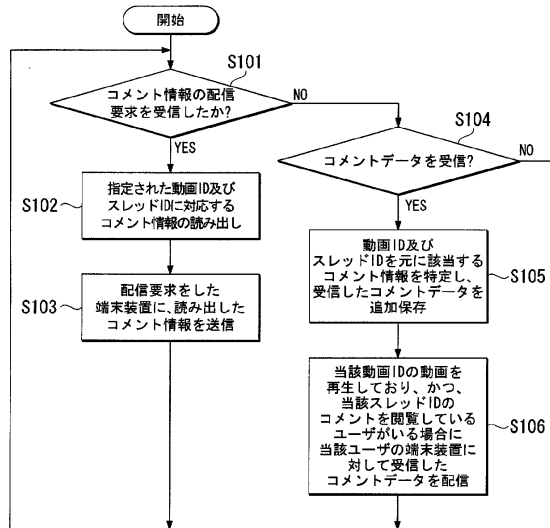 開始
S101
コメント情報の配信
要求を受信したか?
NO
YES
S102
指定された動画ID及び
スレッドIDに対応する
コメント情報の読み出し
S103
配信要求をした
端末装置に、読み出した
コメント情報を送信
S104
コメントデータを受信?
NO
YES
動画ID及び
スレッドIDを元に該当する
コメント情報を特定し、
受信したコメントデータを
追加保存
S105
当該動画IDの動画を
再生しており、かつ、
当該スレッドIDの
コメントを閲覧している
ユーザがいる場合に
当該ユーザの端末装置に
対して受信した
コメントデータを配信
S106